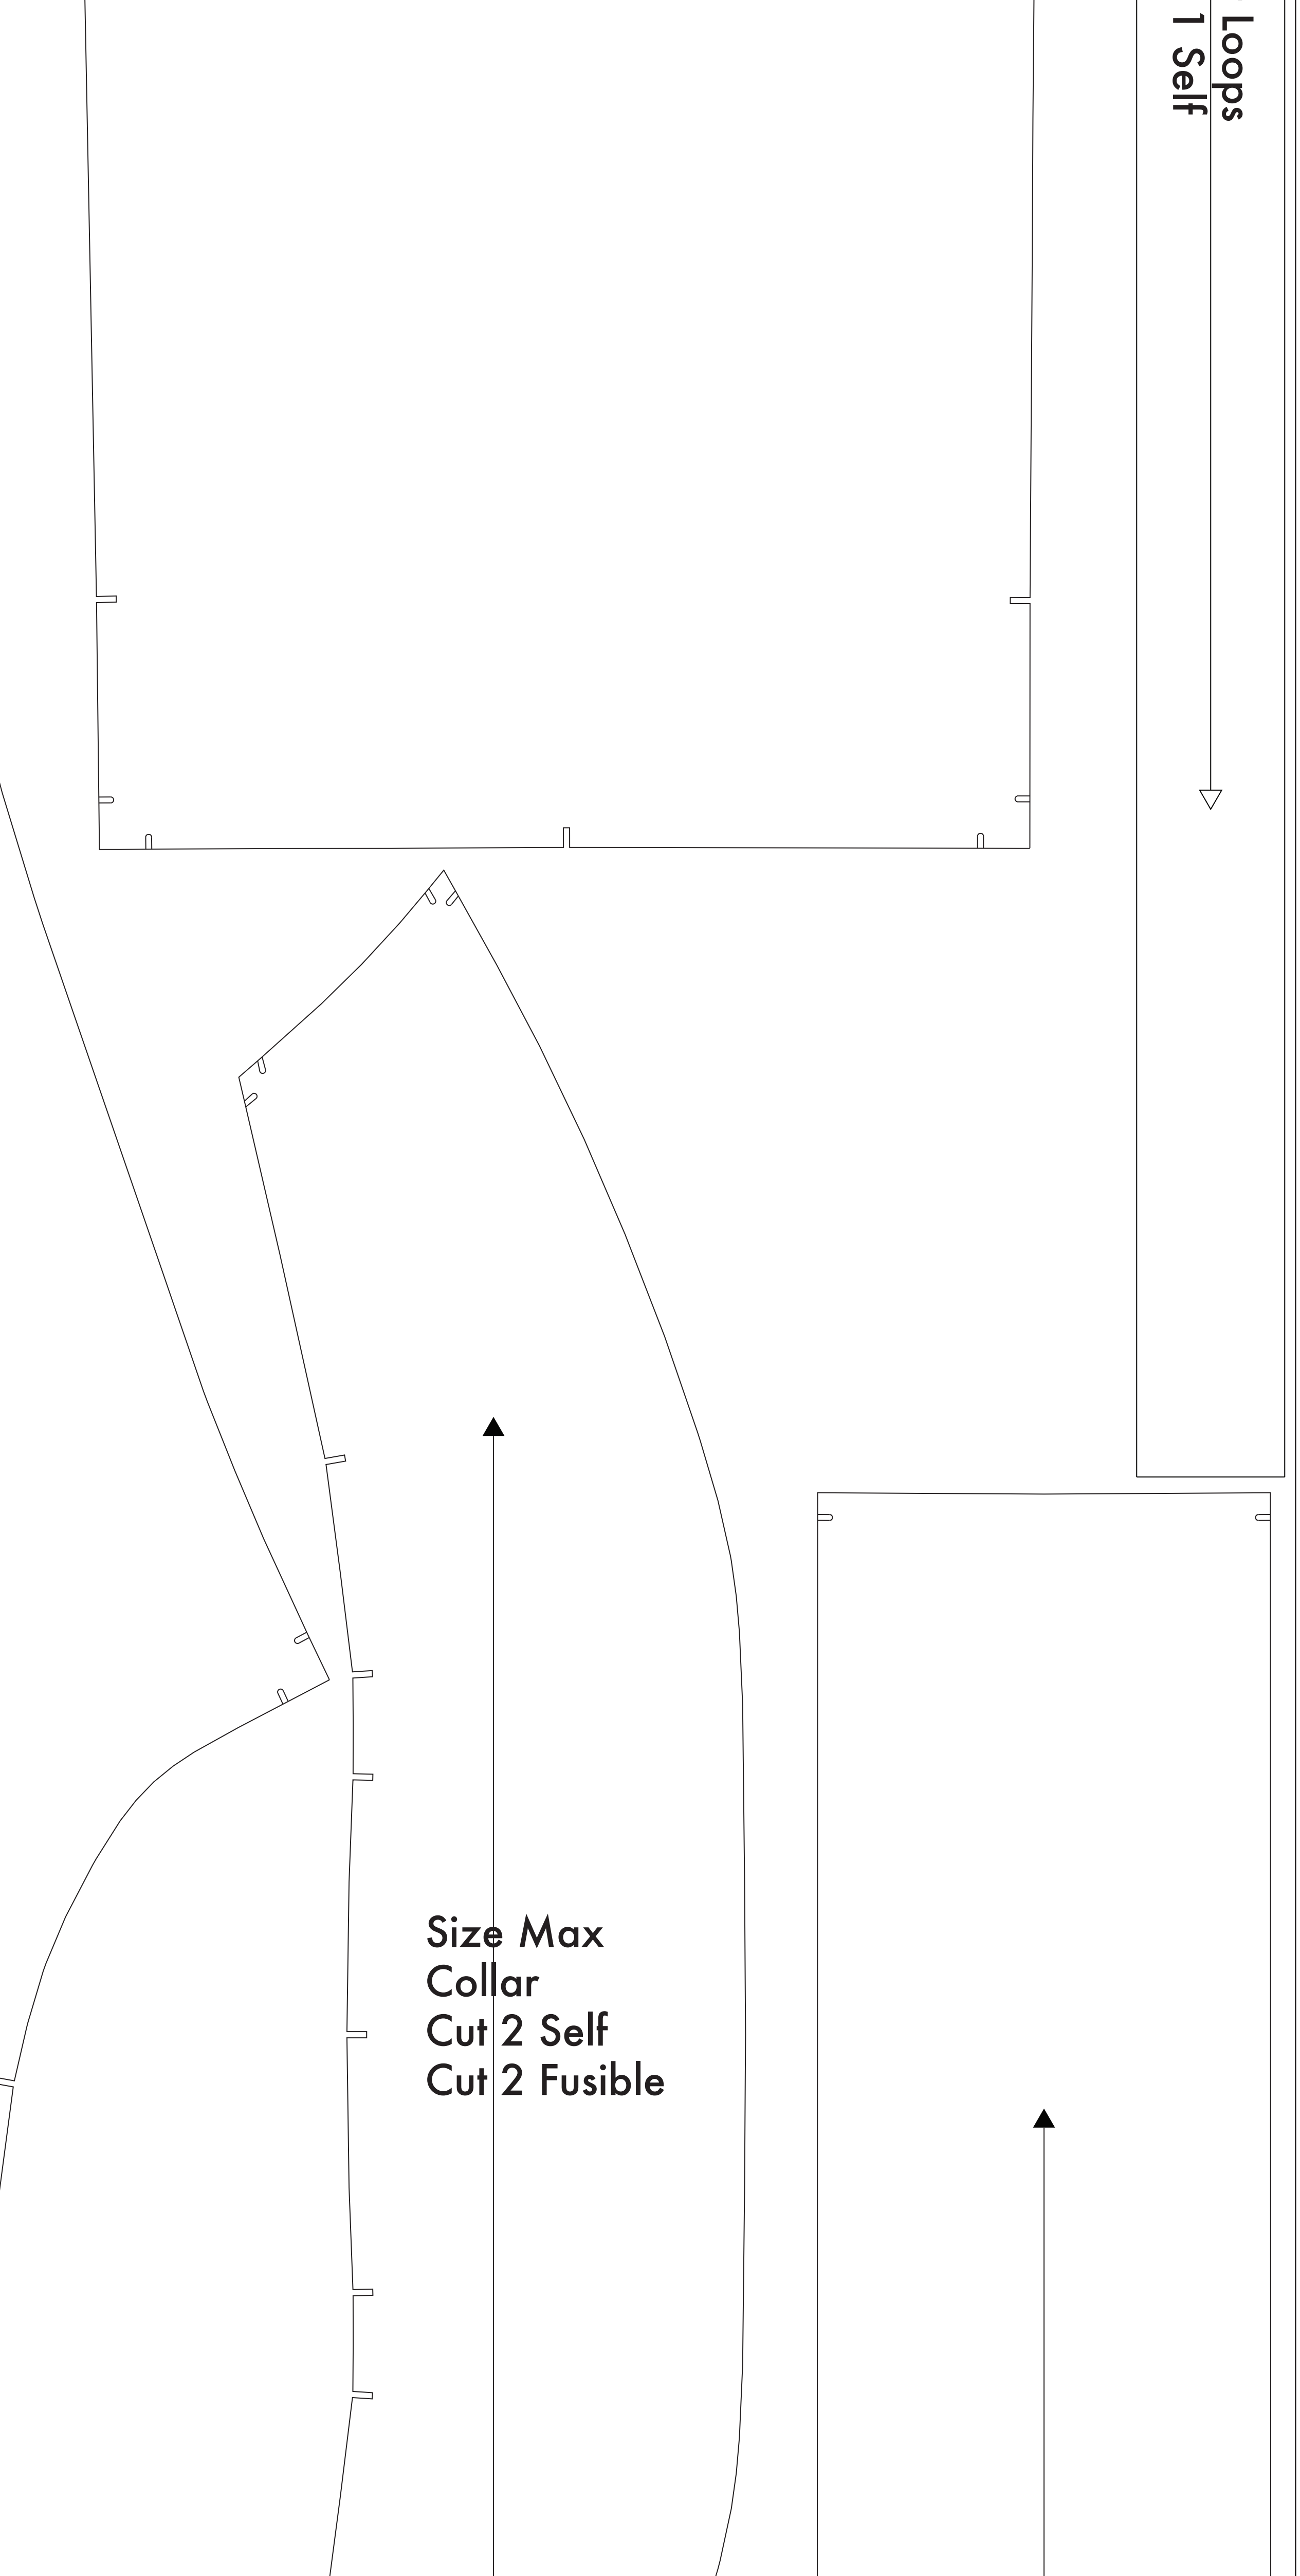 Loops
1 Self
Size Max
Collar
Cut 2 Self
Cut 2 Fusible